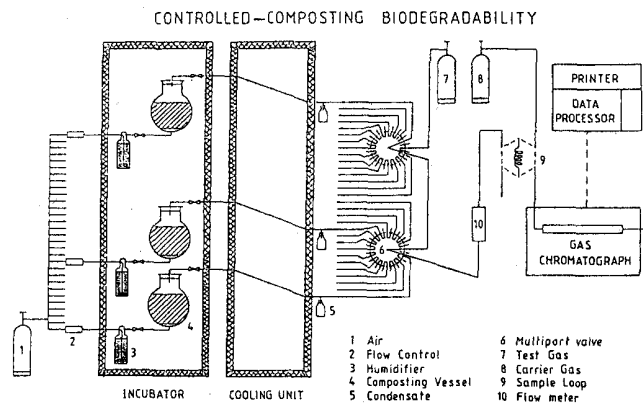 CONTROLLED-COMPOSTING BIODEGRADABILITY
PRINTER
DATA
PROCESSOR
7
8
9
10
6
GAS
CHROMATOGRAPH
1
2
3
4
5
INCUBATOR
COOLING UNIT
1 Air
2 Flow Control
3 Humidifier
4 Composting Vessel
5 Condensate
6 Multiport valve
7 Test Gas
8 Carrier Gas
9 Sample Loop
10 Flow meter